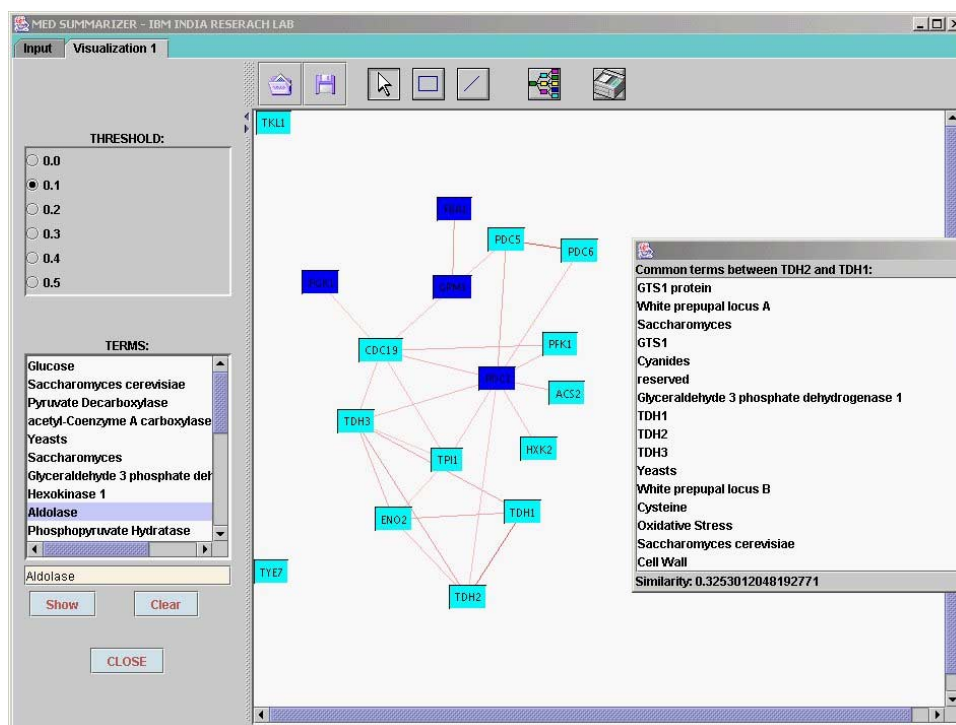 MED SUMMARIZER - IBM INDIA RESERACH LAB
Input Visualization 1
TKL1
THRESHOLD:
0.0
0.1
0.2
0.3
0.4
0.5
PDC5
PDC6
CDC19
PFK1
ACS2
TDH3
HXK2
TPI1
ENO2
TDH1
TYE7
TDH2
TERMS:
Glucose
Saccharomyces cerevisiae
Pyruvate Decarboxylase
acetyl-Coenzyme A carboxylase
Yeasts
Saccharomyces
Glyceraldehyde 3 phosphate deh
Hexokinase 1
Aldolase
Phosphopyruvate Hydratase
Aldolase
Show Clear
CLOSE
Common terms between TDH2 and TDH1:
GTS1 protein
White prepupal locus A
Saccharomyces
GTS1
Cyanides
reserved
Glyceraldehyde 3 phosphate dehydrogenase 1
TDH1
TDH2
TDH3
Yeasts
White prepupal locus B
Cysteine
Oxidative Stress
Saccharomyces cerevisiae
Cell Wall
Similarity: 0.3253012048192771